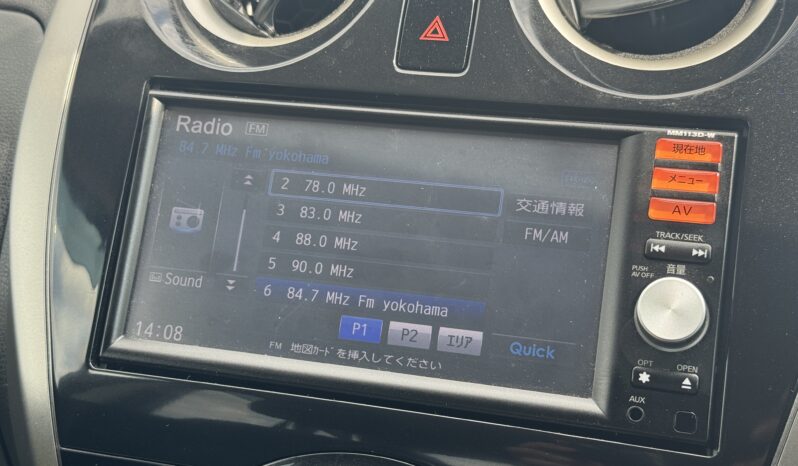 MM113D-W
Radio FM
84.7 MHz Fm yokohama
2 78.0 MHz
3 83.0 MHz
4 88.0 MHz
5 90.0 MHz
6 84.7 MHz Fm yokohama
Sound
交通情報
FM/AM
P1 P2 エリア
14:08
FM 地図ｶｰﾄﾞを挿入してください
Quick
現在地
メニュー
AV
TRACK/SEEK
PUSH
AV OFF
音量
OPT OPEN
AUX